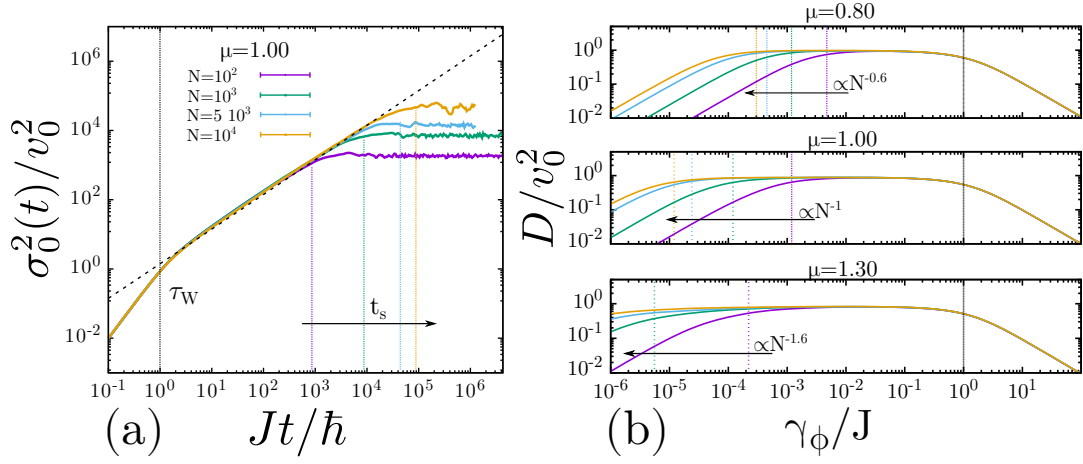 μ=1.00
N=10²
N=10³
N=5 10³
N=10⁴
10⁶
10⁴
10²
10⁰
10⁻²
σ₀²(t)/v₀²
τ_W
t_s
10⁻¹ 10⁰ 10¹ 10² 10³ 10⁴ 10⁵ 10⁶
(a) Jt/ħ
μ=0.80
10⁰
10⁻¹
10⁻²
∝N⁻⁰·⁶
μ=1.00
10⁰
10⁻¹
10⁻²
∝N⁻¹
D/v₀²
μ=1.30
10⁰
10⁻¹
10⁻²
∝N⁻¹·⁶
10⁻⁶ 10⁻⁵ 10⁻⁴ 10⁻³ 10⁻² 10⁻¹ 10⁰ 10¹
(b) γ_ϕ/J